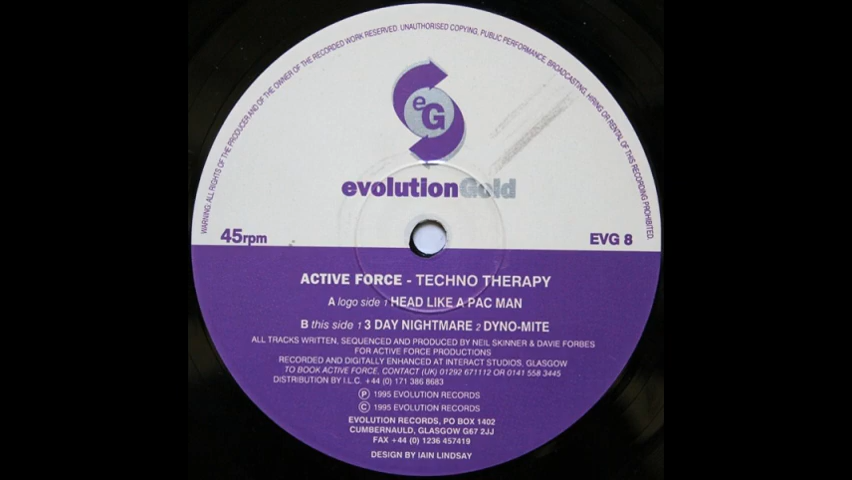 WARNING: ALL RIGHTS OF THE PRODUCER AND OF THE OWNER OF THE RECORDED WORK RESERVED. UNAUTHORISED COPYING, PUBLIC PERFORMANCE, BROADCASTING, HIRING OR RENTAL OF THIS RECORDING PROHIBITED.
eG
evolutionGold
45rpm
EVG 8
ACTIVE FORCE - TECHNO THERAPY
A logo side 1 HEAD LIKE A PAC MAN
B this side 1 3 DAY NIGHTMARE 2 DYNO-MITE
ALL TRACKS WRITTEN, SEQUENCED AND PRODUCED BY NEIL SKINNER & DAVIE FORBES
FOR ACTIVE FORCE PRODUCTIONS
RECORDED AND DIGITALLY ENHANCED AT INTERACT STUDIOS, GLASGOW
TO BOOK ACTIVE FORCE, CONTACT (UK) 01292 671112 OR 0141 558 3445
DISTRIBUTION BY I.L.C. +44 (0) 171 386 8683
Ⓟ 1995 EVOLUTION RECORDS
© 1995 EVOLUTION RECORDS
EVOLUTION RECORDS, PO BOX 1402
CUMBERNAULD, GLASGOW G67 2JJ
FAX +44 (0) 1236 457419
DESIGN BY IAIN LINDSAY